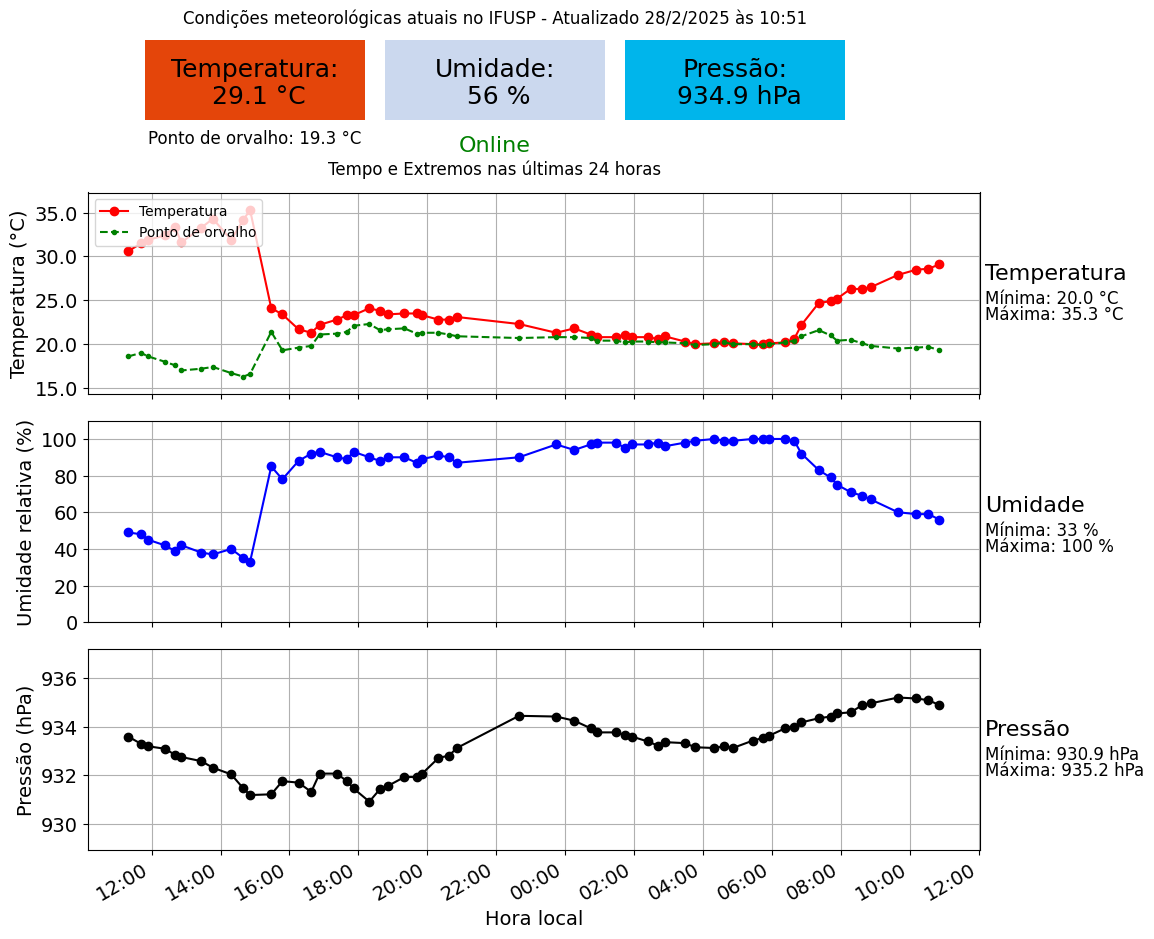 Condições meteorológicas atuais no IFUSP - Atualizado 28/2/2025 às 10:51
Temperatura:
29.1 °C
Umidade:
56 %
Pressão:
934.9 hPa
Ponto de orvalho: 19.3 °C
Online
Tempo e Extremos nas últimas 24 horas
Temperatura (°C)
35.0
30.0
25.0
20.0
15.0
Temperatura
Ponto de orvalho
Temperatura
Mínima: 20.0 °C
Máxima: 35.3 °C
Umidade relativa (%)
100
80
60
40
20
0
Umidade
Mínima: 33 %
Máxima: 100 %
Pressão (hPa)
936
934
932
930
Pressão
Mínima: 930.9 hPa
Máxima: 935.2 hPa
12:00
14:00
16:00
18:00
20:00
22:00
00:00
02:00
04:00
06:00
08:00
10:00
12:00
Hora local